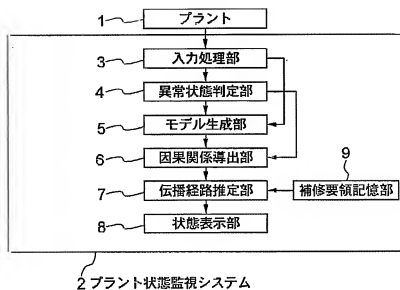 1 プラント
3 入力処理部
4 異常状態判定部
5 モデル生成部
6 因果関係導出部
9
7 伝播経路推定部 補修要領記憶部
8 状態表示部
2 プラント状態監視システム